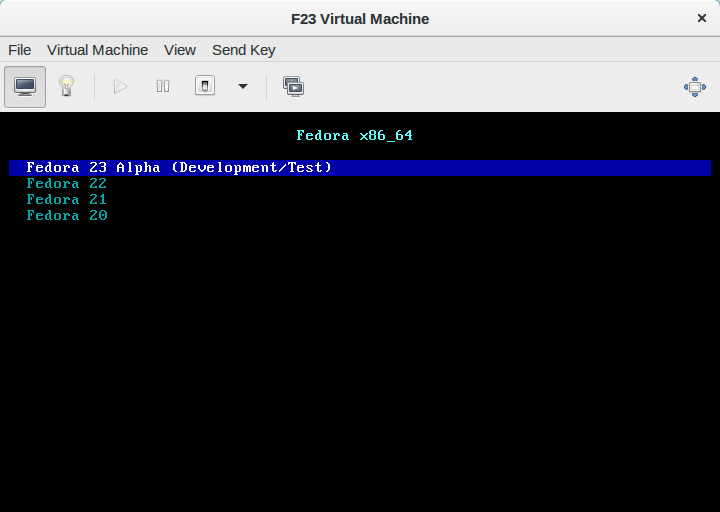 F23 Virtual Machine
File Virtual Machine View Send Key
Fedora x86_64
Fedora 23 Alpha (Development/Test)
Fedora 22
Fedora 21
Fedora 20